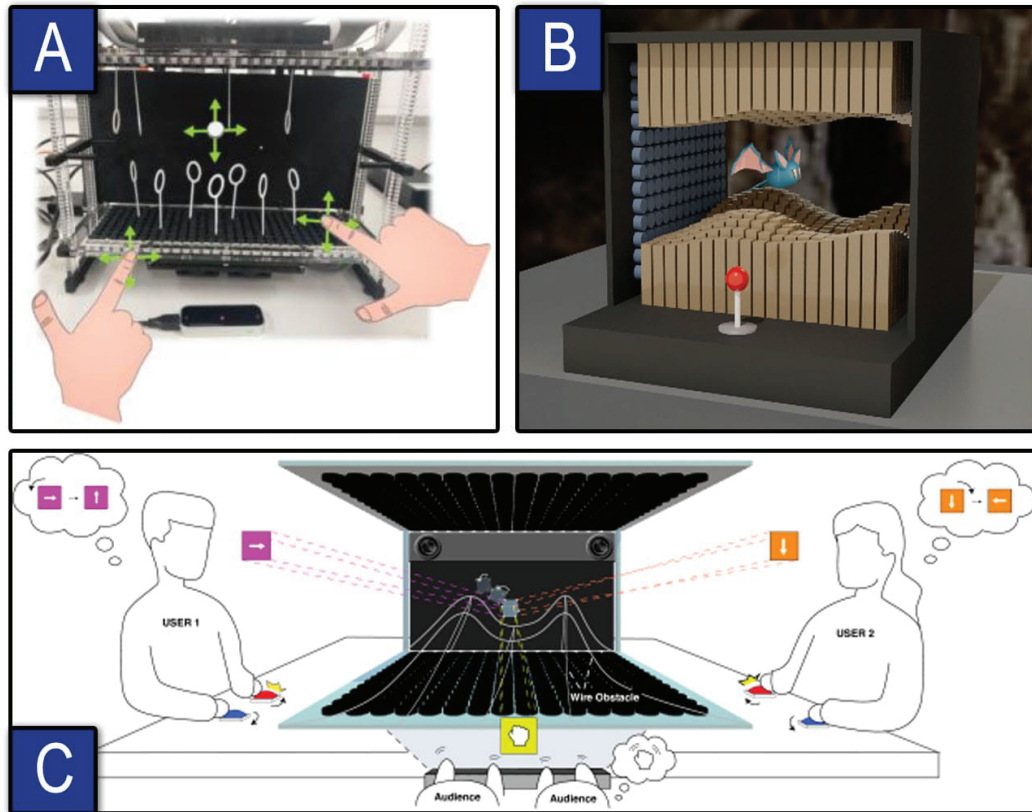 A
B
USER 1
USER 2
Wire Obstacle
C
Audience
Audience